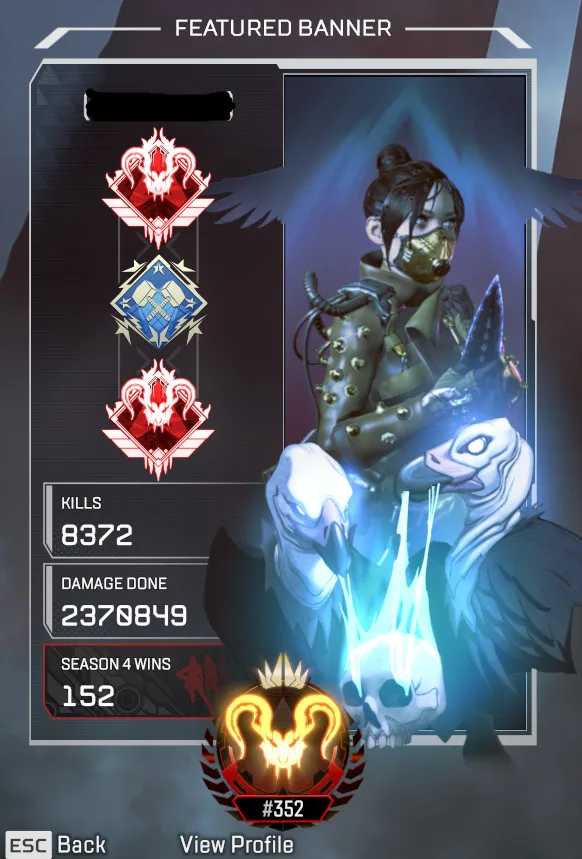 FEATURED BANNER
KILLS
8372
DAMAGE DONE
2370849
SEASON 4 WINS
152
#352
ESC Back
View Profile